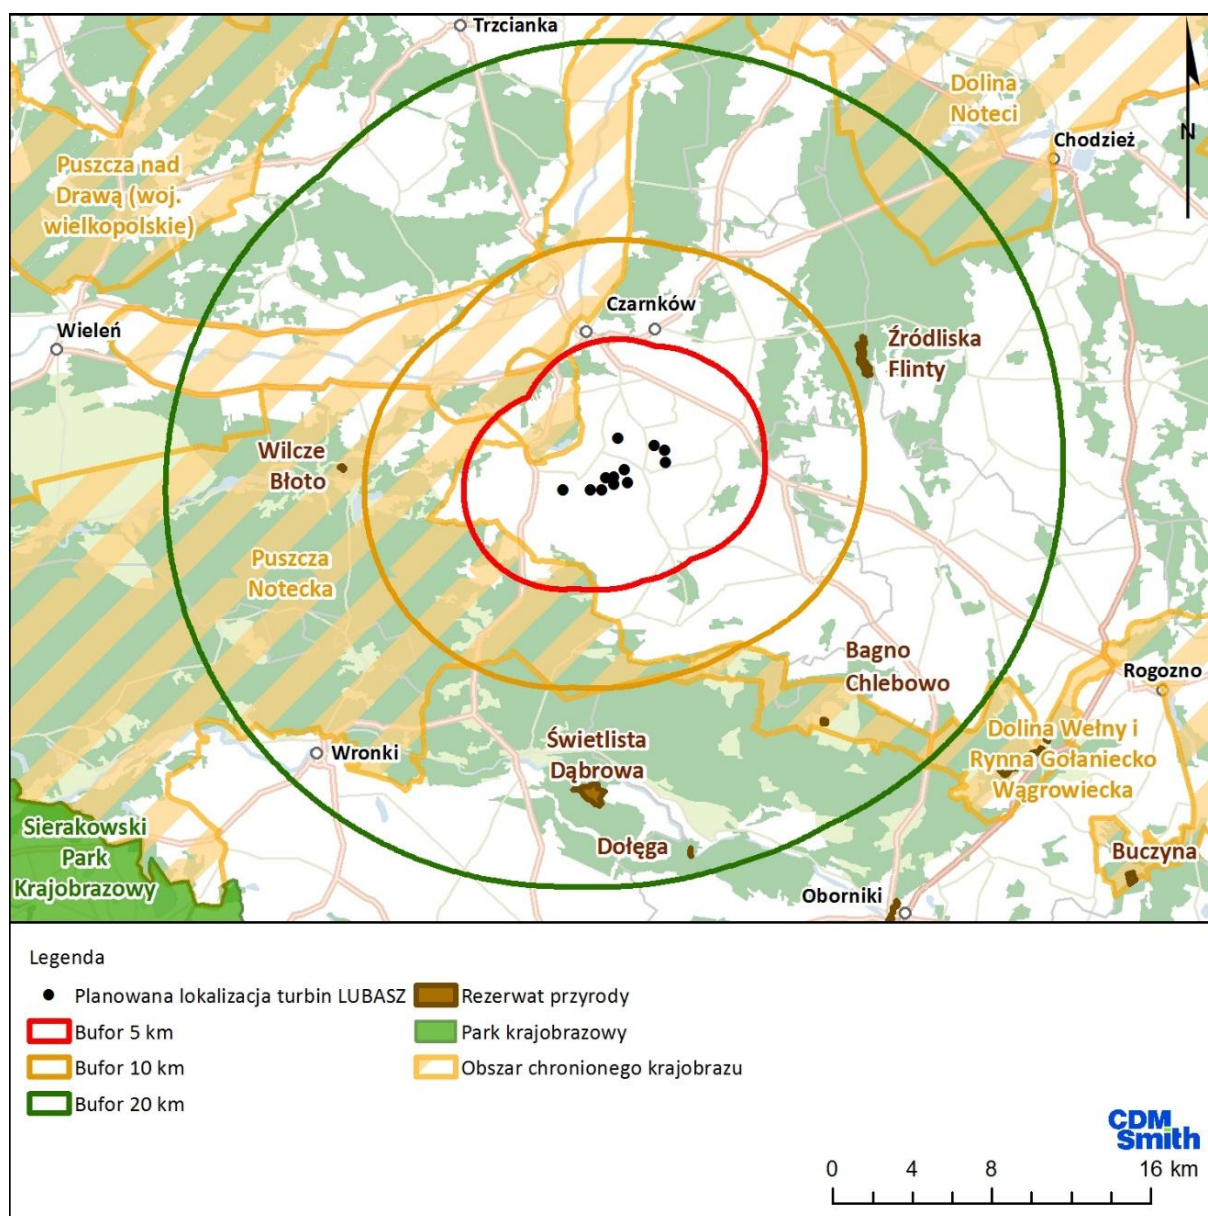 Trzcianka
Dolina
Noteci
N
Chodzież
Puszcza nad
Drawą (woj.
wielkopolskie)
Czarnków
Wieleń
Źródliska
Flinty
Wilcze
Błoto
Puszcza
Notecka
Bagno
Chlebowo
Rogozno
Wronki
Świetlista
Dąbrowa
Dolina Wełny i
Rynna Gołaniecko
Wągrowiecka
Sierakowski
Park
Krajobrazowy
Dołęga
Buczyna
Oborniki
Legenda
Planowana lokalizacja turbin LUBASZ
Bufor 5 km
Bufor 10 km
Bufor 20 km
Rezerwat przyrody
Park krajobrazowy
Obszar chronionego krajobrazu
CDM
Smith
0 4 8 16 km